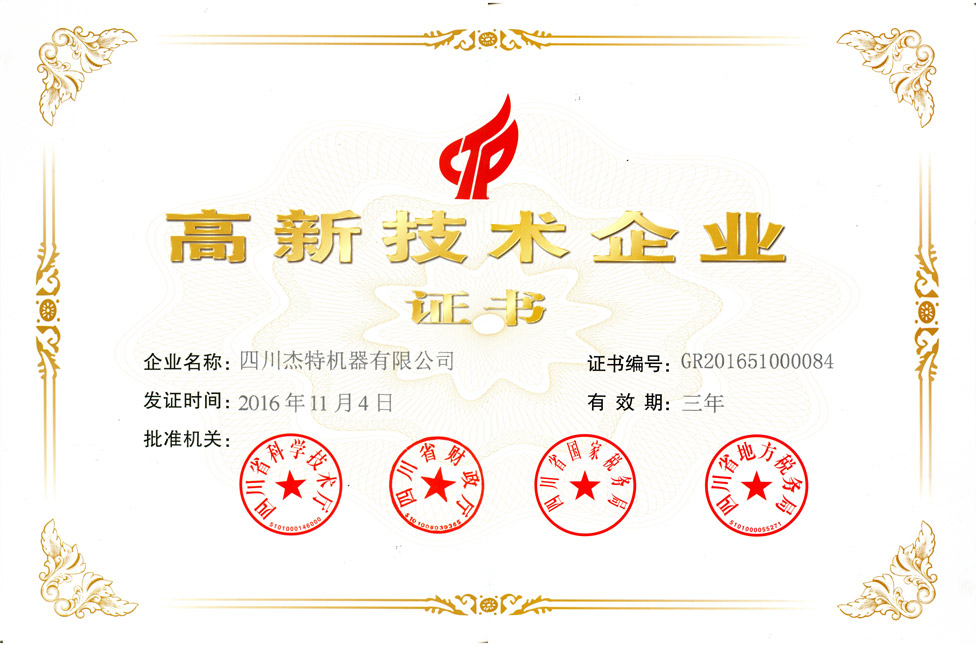 高新技术企业
证书
企业名称：四川杰特机器有限公司
证书编号：GR201651000084
发证时间：2016年11月4日
有效期：三年
批准机关：
四川省科学技术厅
5101000146000
四川省财政厅
四川省国家税务局
四川省地方税务局
5101000055271